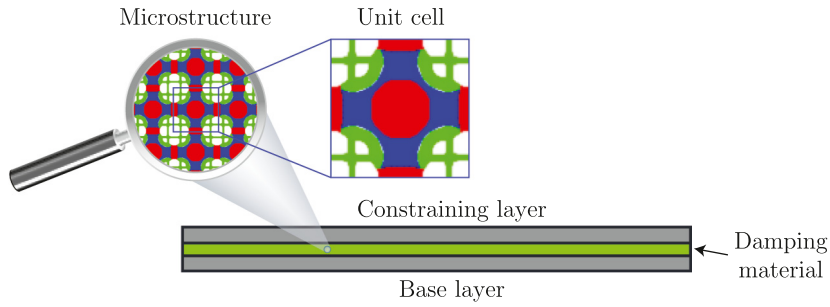 Microstructure
Unit cell
Constraining layer
Damping
material
Base layer